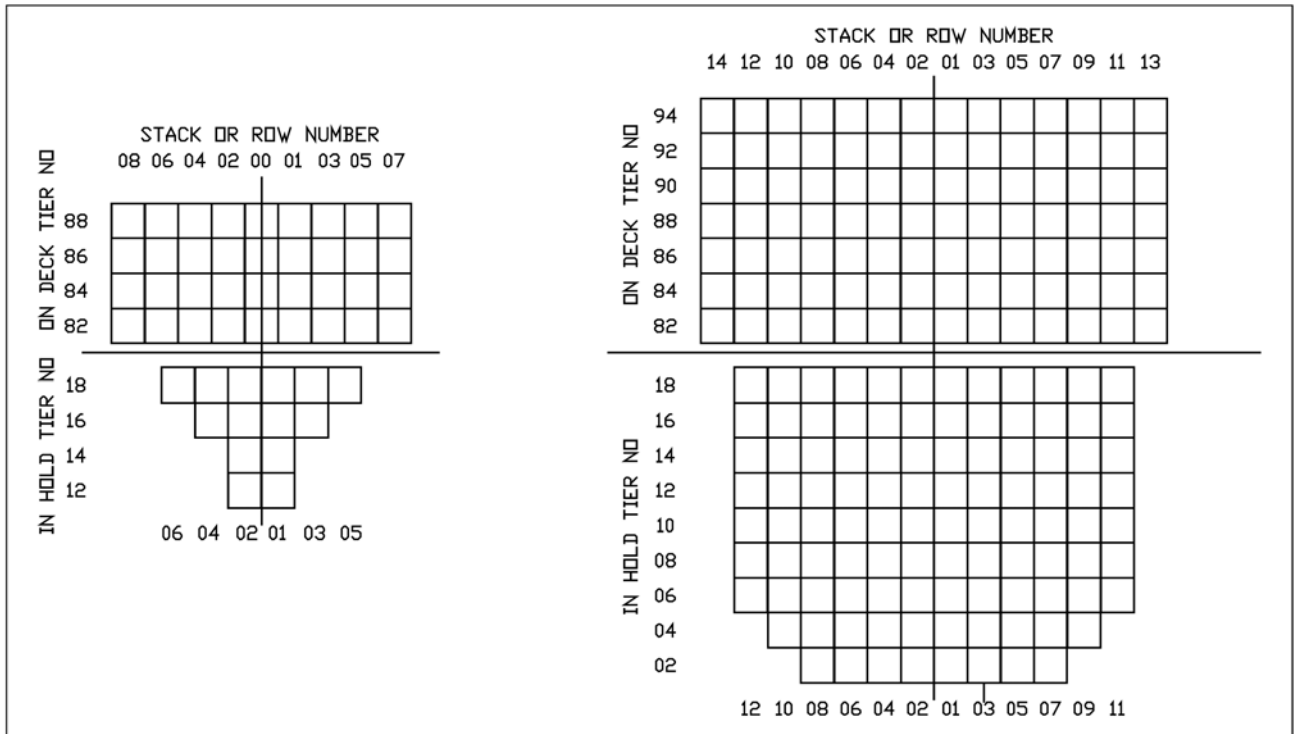 STACK OR ROW NUMBER
08 06 04 02 00 01 03 05 07
ON DECK TIER NO
88
86
84
82
IN HOLD TIER NO
18
16
14
12
06 04 02 01 03 05
STACK OR ROW NUMBER
14 12 10 08 06 04 02 01 03 05 07 09 11 13
ON DECK TIER NO
94
92
90
88
86
84
82
IN HOLD TIER NO
18
16
14
12
10
08
06
04
02
12 10 08 06 04 02 01 03 05 07 09 11